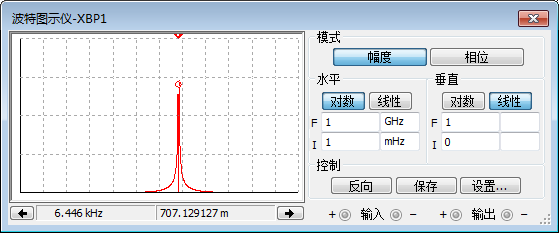 波特图示仪-XBP1
模式
幅度 相位
水平 垂直
对数 线性 对数 线性
F 1 GHz F 1
I 1 mHz I 0
控制
反向 保存 设置...
6.446 kHz 707.129127 m
+ 输入 - + 输出 -